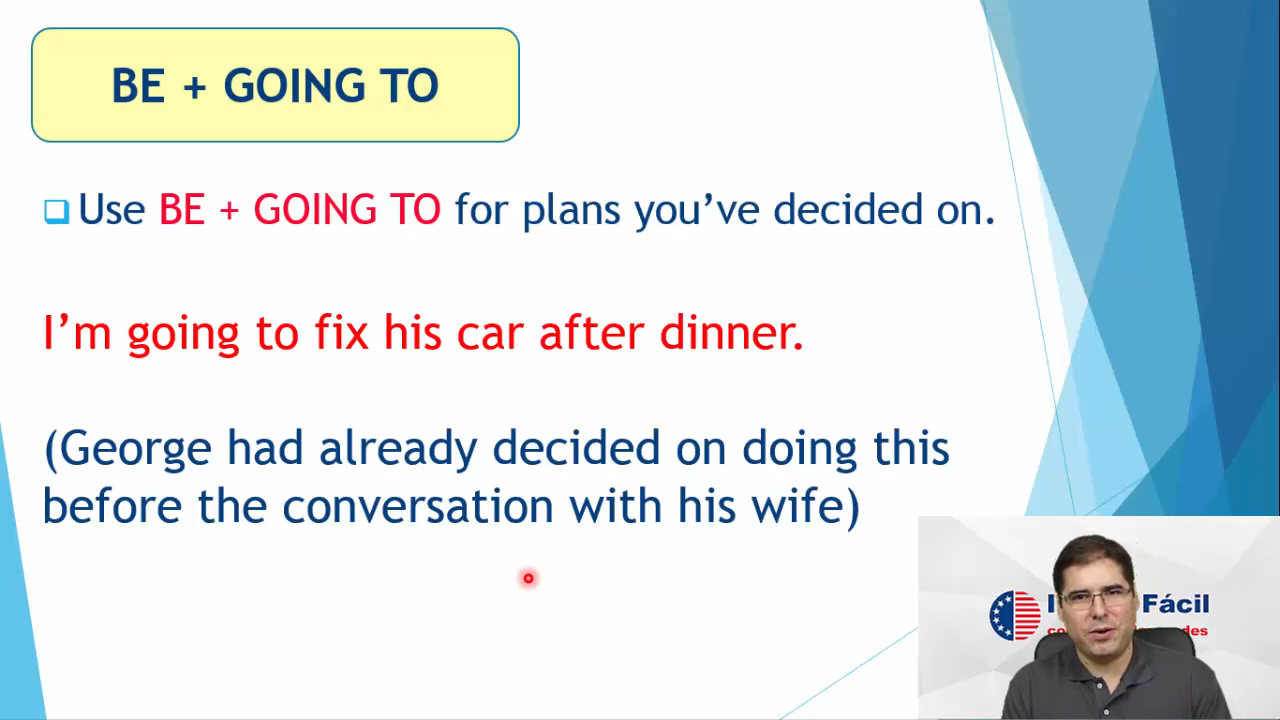 BE + GOING TO
Use BE + GOING TO for plans you’ve decided on.
I’m going to fix his car after dinner.
(George had already decided on doing this
before the conversation with his wife)
Fácil